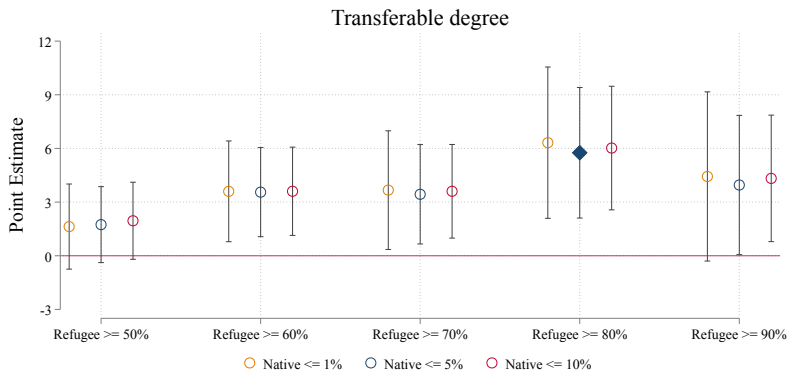 Transferable degree
Point Estimate
12
9
6
3
0
-3
Refugee >= 50%
Refugee >= 60%
Refugee >= 70%
Refugee >= 80%
Refugee >= 90%
Native <= 1%
Native <= 5%
Native <= 10%